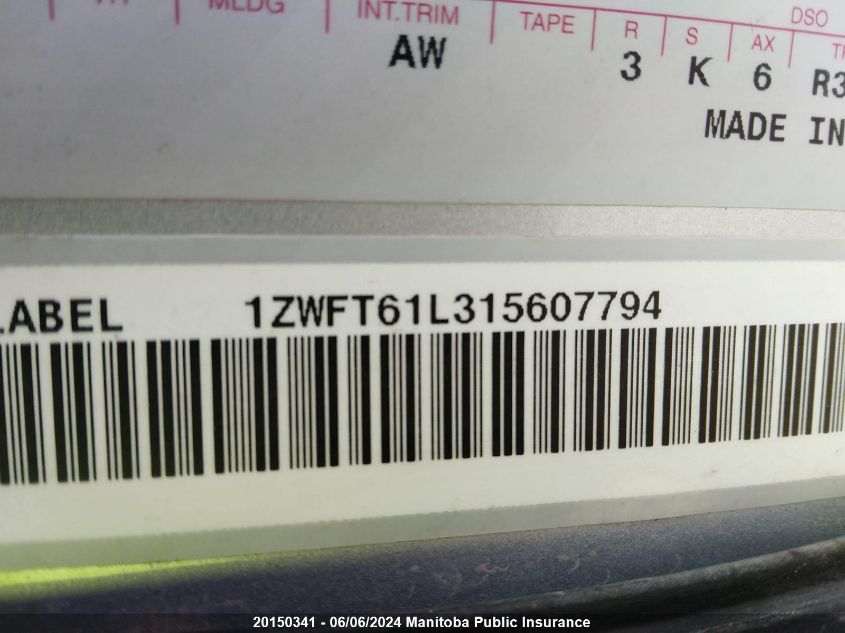 MLDG INT.TRIM TAPE R S AX DSO
AW 3 K 6 R3
MADE IN
LABEL 1ZWFT61L315607794
20150341 - 06/06/2024 Manitoba Public Insurance